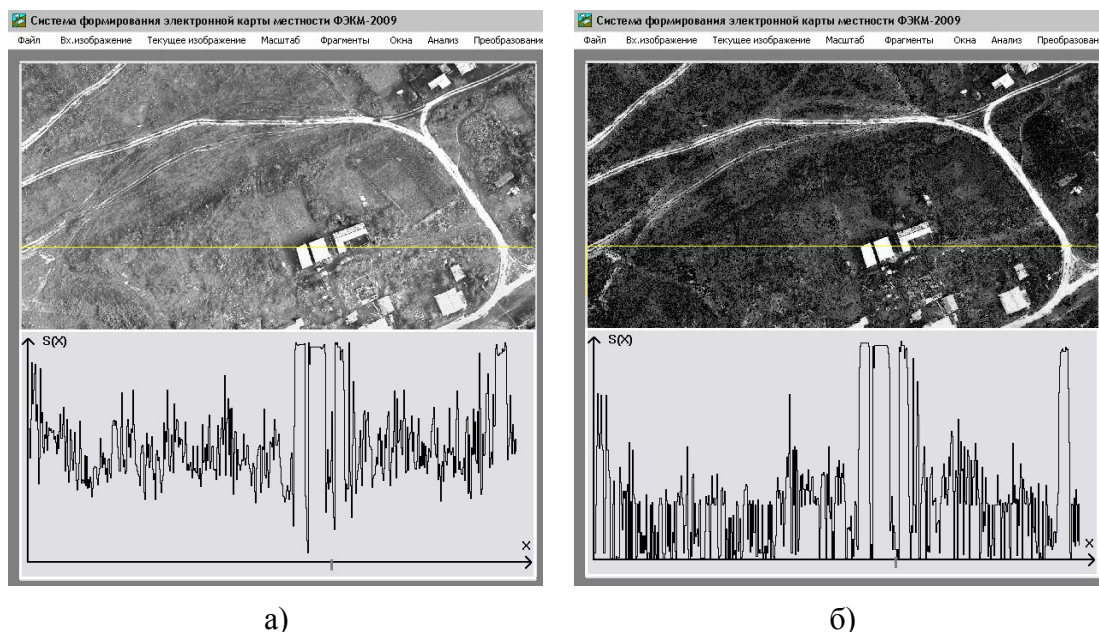 Система формирования электронной карты местности ФЭКМ-2009
Файл Вх.изображение Текущее изображение Масштаб Фрагменты Окна Анализ Преобразование
S(X)
X
а)
Система формирования электронной карты местности ФЭКМ-2009
Файл Вх.изображение Текущее изображение Масштаб Фрагменты Окна Анализ Преобразован
S(X)
X
б)